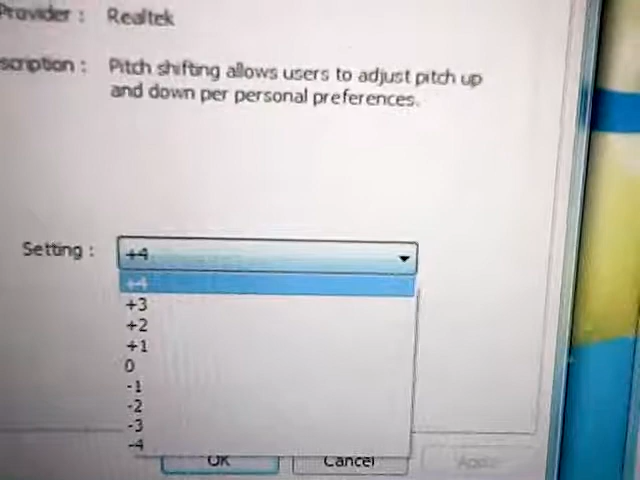 Provider : Realtek
scription : Pitch shifting allows users to adjust pitch up
and down per personal preferences.
Setting : +4
+4
+3
+2
+1
0
-1
-2
-3
-4
OK Cancel Apply